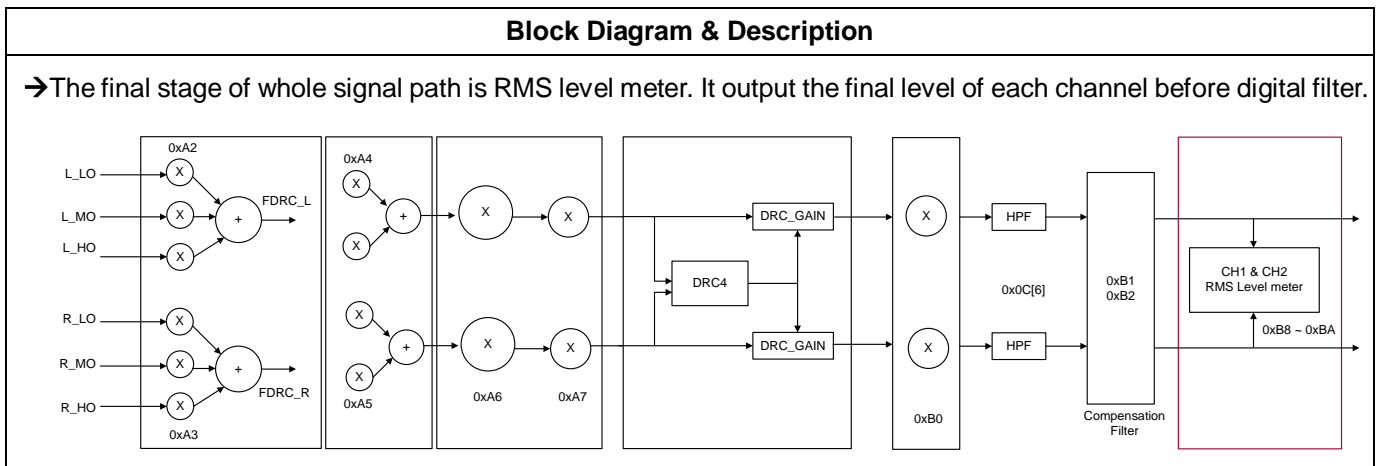 Block Diagram & Description
→The final stage of whole signal path is RMS level meter. It output the final level of each channel before digital filter.
0xA2
L_LO
X
L_MO
X
+
FDRC_L
L_HO
X
R_LO
X
R_MO
X
+
FDRC_R
R_HO
X
0xA3
0xA4
X
+
X
X
+
X
0xA5
X
X
X
X
0xA6
0xA7
DRC_GAIN
DRC4
DRC_GAIN
X
X
0xB0
HPF
0x0C[6]
HPF
0xB1
0xB2
Compensation
Filter
CH1 & CH2
RMS Level meter
0xB8 ~ 0xBA